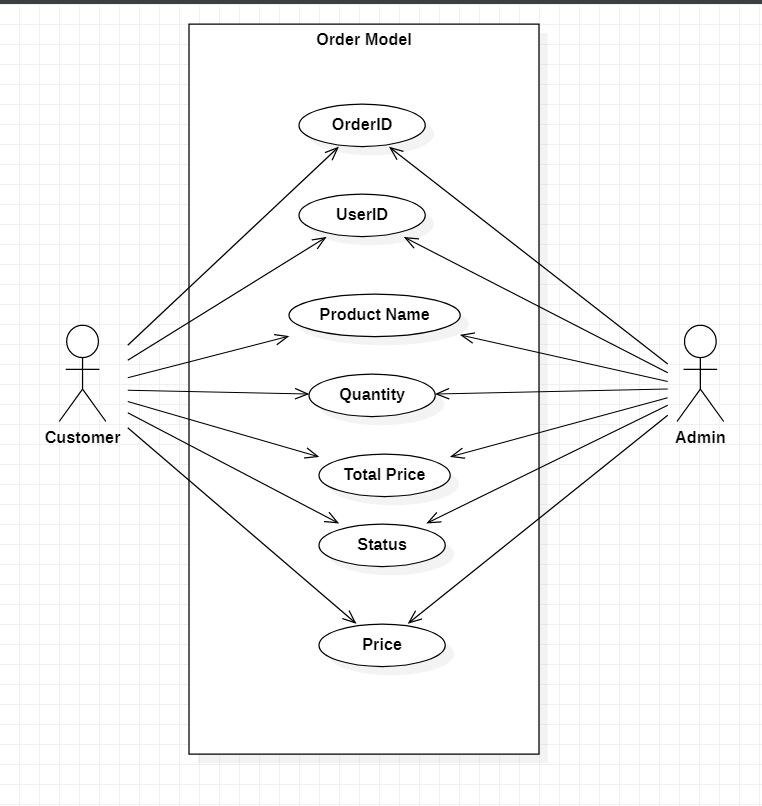 Order Model
OrderID
UserID
Product Name
Quantity
Customer
Admin
Total Price
Status
Price